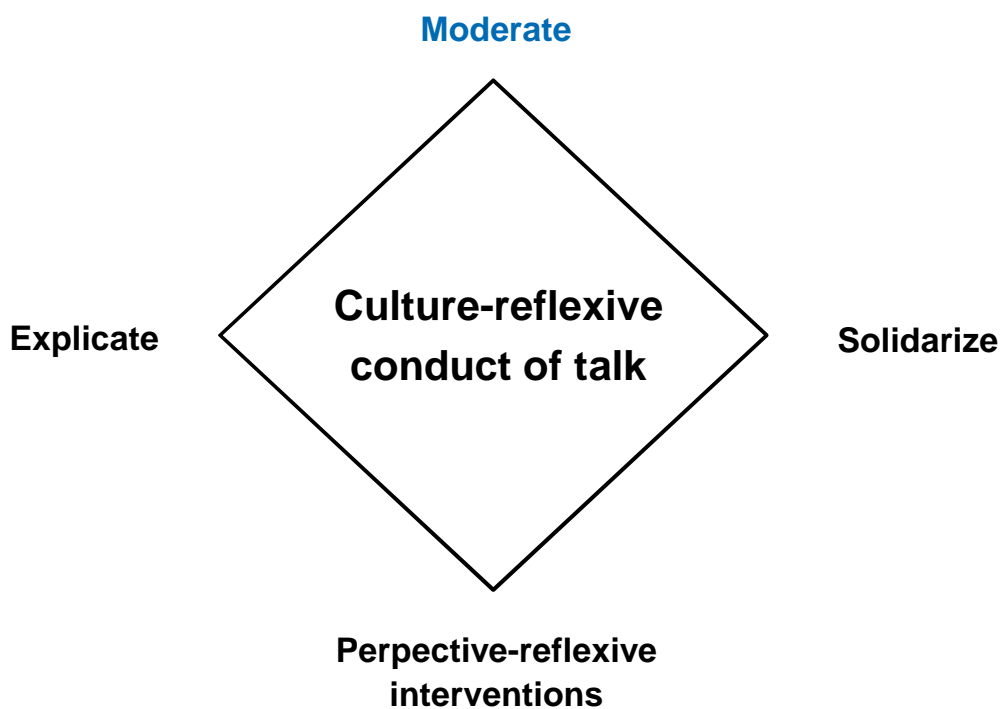 Moderate
Culture-reflexive
conduct of talk
Explicate
Solidarize
Perpective-reflexive
interventions